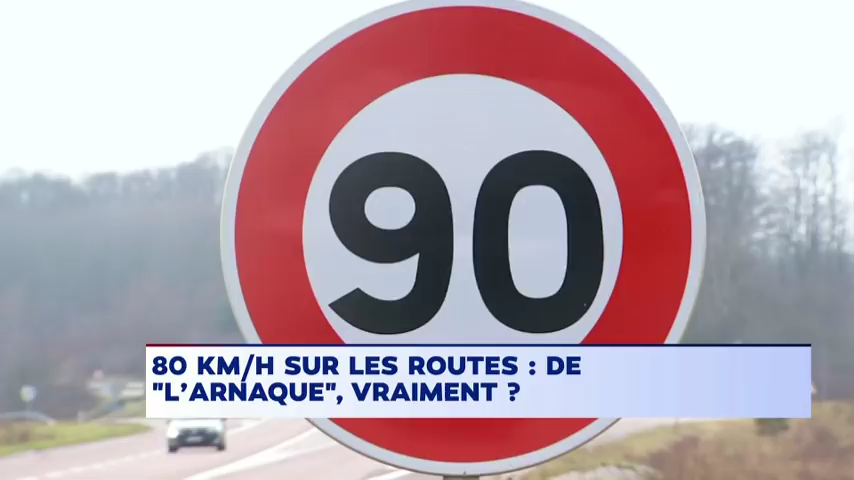 90
80 KM/H SUR LES ROUTES : DE
"L’ARNAQUE", VRAIMENT ?